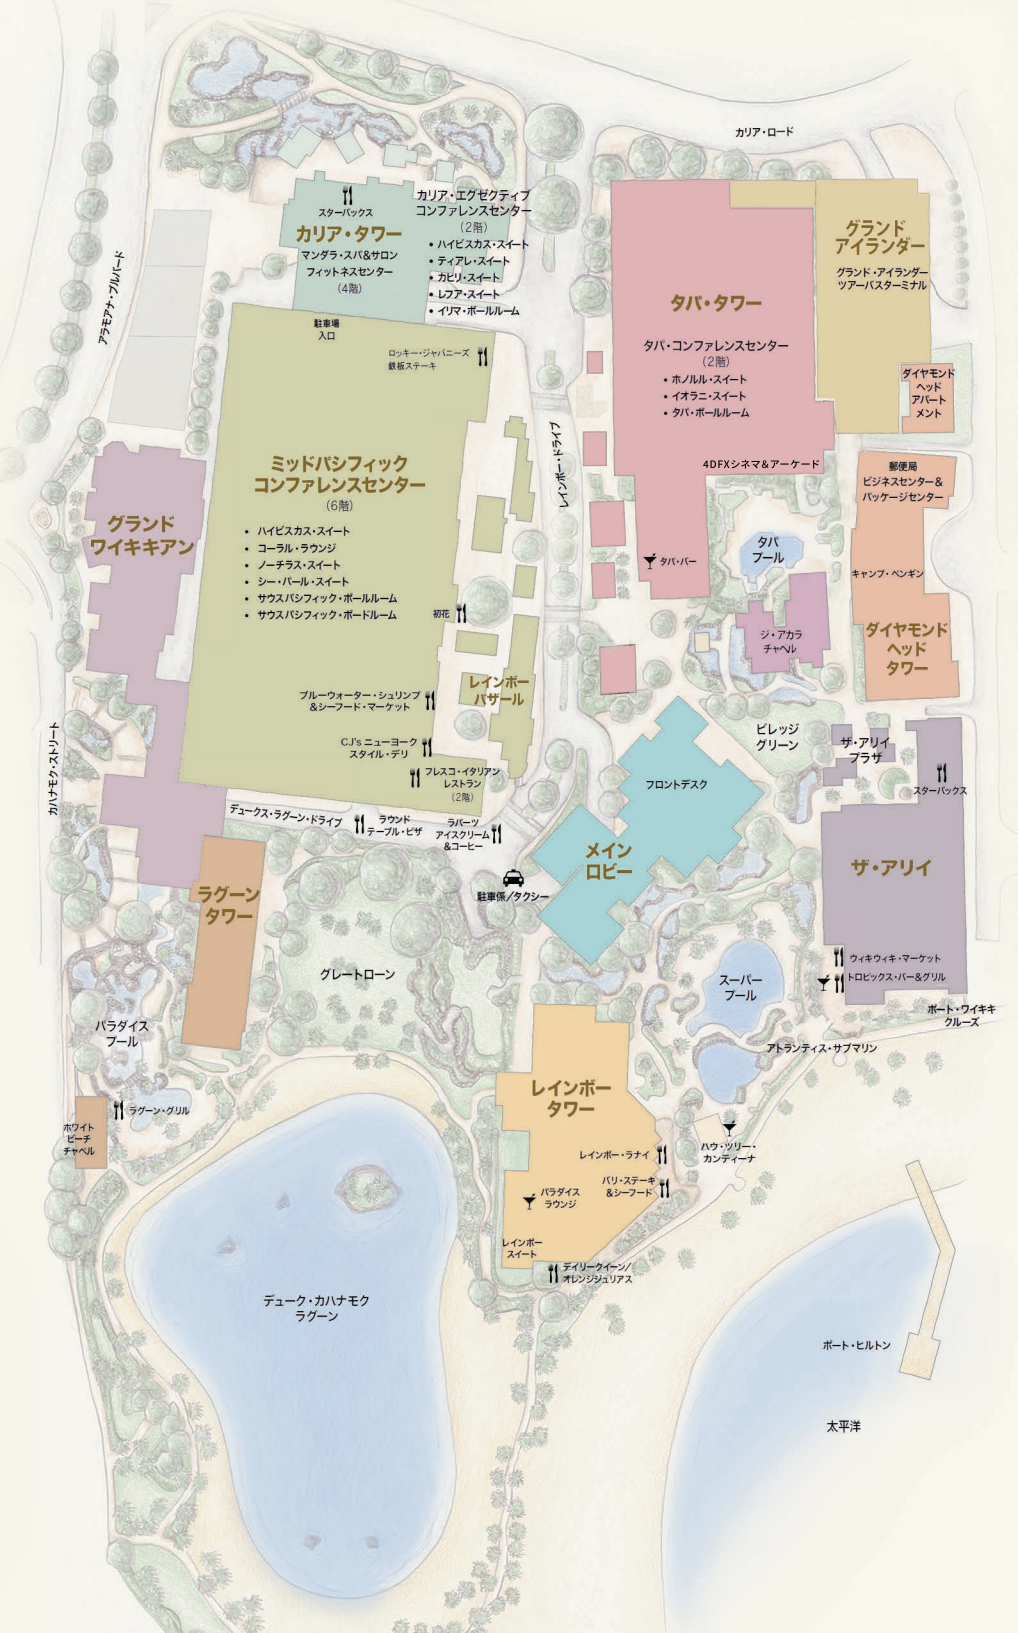 カリア・ロード
アラモアナ・ブルバード
スターバックス
カリア・タワー
マンダラ・スパ&サロン
フィットネスセンター
(4階)
カリア・エグゼクティブ
コンファレンスセンター
(2階)
• ハイビスカス・スイート
• ティアレ・スイート
• カヒリ・スイート
• レフア・スイート
• イリマ・ボールルーム
駐車場
入口
ロッキー・ジャパニーズ
鉄板ステーキ
ミッドパシフィック
コンファレンスセンター
(6階)
• ハイビスカス・スイート
• コーラル・ラウンジ
• ノーチラス・スイート
• シー・パール・スイート
• サウスパシフィック・ボールルーム
• サウスパシフィック・ボードルーム
初花
ブルーウォーター・シュリンプ
&シーフード・マーケット
CJ's ニューヨーク
スタイル・デリ
フレスコ・イタリアン
レストラン
(2階)
レインボー
バザール
レインボー・ドライブ
グランド
ワイキキアン
タパ・タワー
タパ・コンファレンスセンター
(2階)
• ホノルル・スイート
• イオラニ・スイート
• タパ・ボールルーム
4DFXシネマ&アーケード
タパ・バー
グランド
アイランダー
グランド・アイランダー
ツアーバスターミナル
ダイヤモンド
ヘッド
アパート
メント
郵便局
ビジネスセンター&
パッケージセンター
キャンプ・ペンギン
ダイヤモンド
ヘッド
タワー
タパ
プール
ジ・アカラ
チャペル
ビレッジ
グリーン
ザ・アリイ
プラザ
スターバックス
ザ・アリイ
ウィキウィキ・マーケット
トロピックス・バー&グリル
ポート・ワイキキ
クルーズ
フロントデスク
メイン
ロビー
駐車係/タクシー
カハナモク・ストリート
デュークス・ラグーン・ドライブ
ラウンド
テーブル・ピザ
ラパーツ
アイスクリーム
&コーヒー
ラグーン
タワー
グレートローン
パラダイス
プール
スーパー
プール
アトランティス・サブマリン
ラグーン・グリル
ホワイト
ビーチ
チャペル
レインボー
タワー
レインボー・ラナイ
バリ・ステーキ
&シーフード
パラダイス
ラウンジ
レインボー
スイート
デイリークイーン/
オレンジジュリアス
ハウ・ツリー・
カンティーナ
デューク・カハナモク
ラグーン
ポート・ヒルトン
太平洋